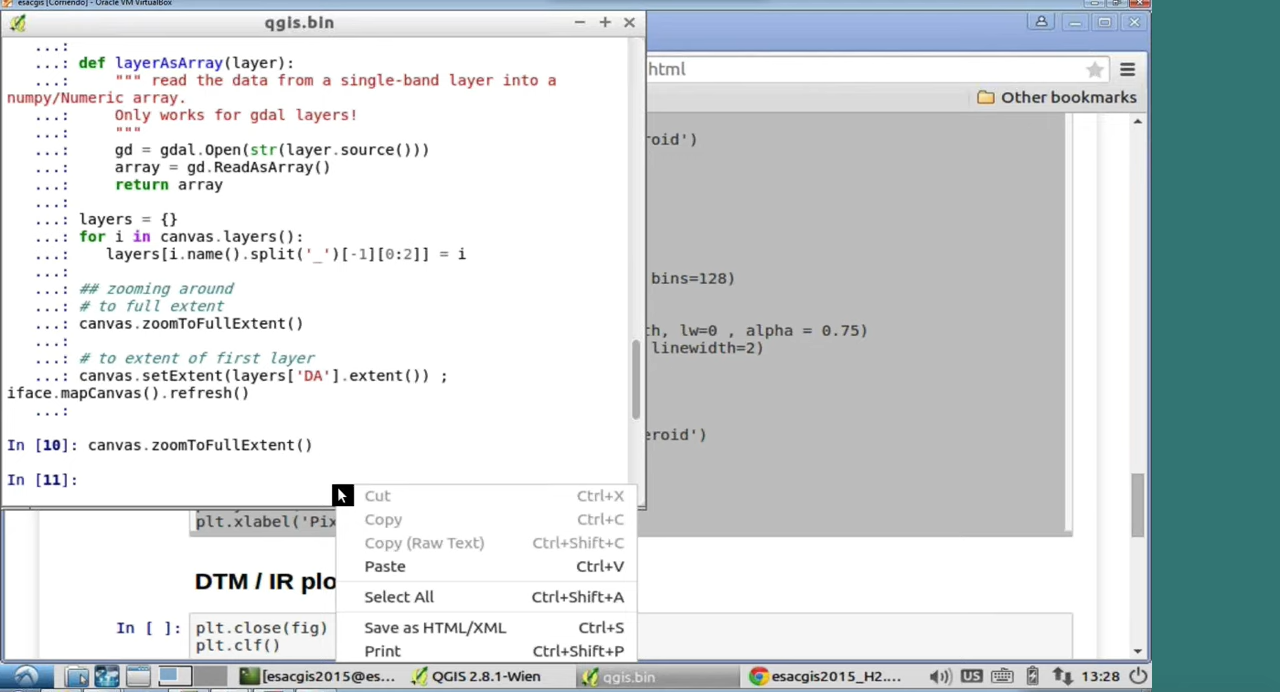 esacgis [Corriendo] - Oracle VM VirtualBox
qgis.bin
...:
...: def layerAsArray(layer):
...: """ read the data from a single-band layer into a
numpy/Numeric array.
...: Only works for gdal layers!
...: """
...: gd = gdal.Open(str(layer.source()))
...: array = gd.ReadAsArray()
...: return array
...:
...: layers = {}
...: for i in canvas.layers():
...: layers[i.name().split('_')[-1][0:2]] = i
...:
...: ## zooming around
...: # to full extent
...: canvas.zoomToFullExtent()
...:
...: # to extent of first layer
...: canvas.setExtent(layers['DA'].extent()) ;
iface.mapCanvas().refresh()
...:
In [10]: canvas.zoomToFullExtent()
In [11]:
html
Other bookmarks
roid')
bins=128)
th, lw=0 , alpha = 0.75)
linewidth=2)
eroid')
Cut Ctrl+X
Copy Ctrl+C
Copy (Raw Text) Ctrl+Shift+C
Paste Ctrl+V
Select All Ctrl+Shift+A
Save as HTML/XML Ctrl+S
Print Ctrl+Shift+P
plt.xlabel('Pix
DTM / IR plo
In [ ]: plt.close(fig)
plt.clf()
[esacgis2015@es...
QGIS 2.8.1-Wien
qgis.bin
esacgis2015_H2....
US
13:28